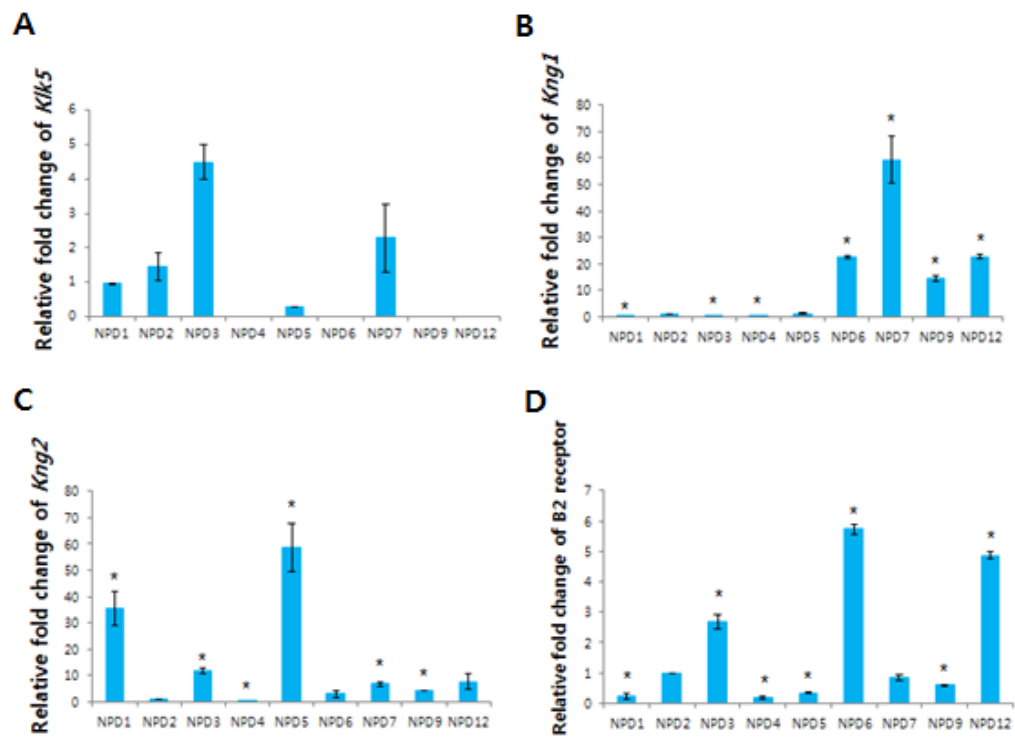 A
Relative fold change of Klk5
6
5
4
3
2
1
0
NPD1 NPD2 NPD3 NPD4 NPD5 NPD6 NPD7 NPD9 NPD12
B
Relative fold change of Kng1
80
70
60
50
40
30
20
10
0
* * * * * * *
NPD1 NPD2 NPD3 NPD4 NPD5 NPD6 NPD7 NPD9 NPD12
C
Relative fold change of Kng2
80
70
60
50
40
30
20
10
0
* * * * * *
NPD1 NPD2 NPD3 NPD4 NPD5 NPD6 NPD7 NPD9 NPD12
D
Relative fold change of B2 receptor
7
6
5
4
3
2
1
0
* * * * * * *
NPD1 NPD2 NPD3 NPD4 NPD5 NPD6 NPD7 NPD9 NPD12